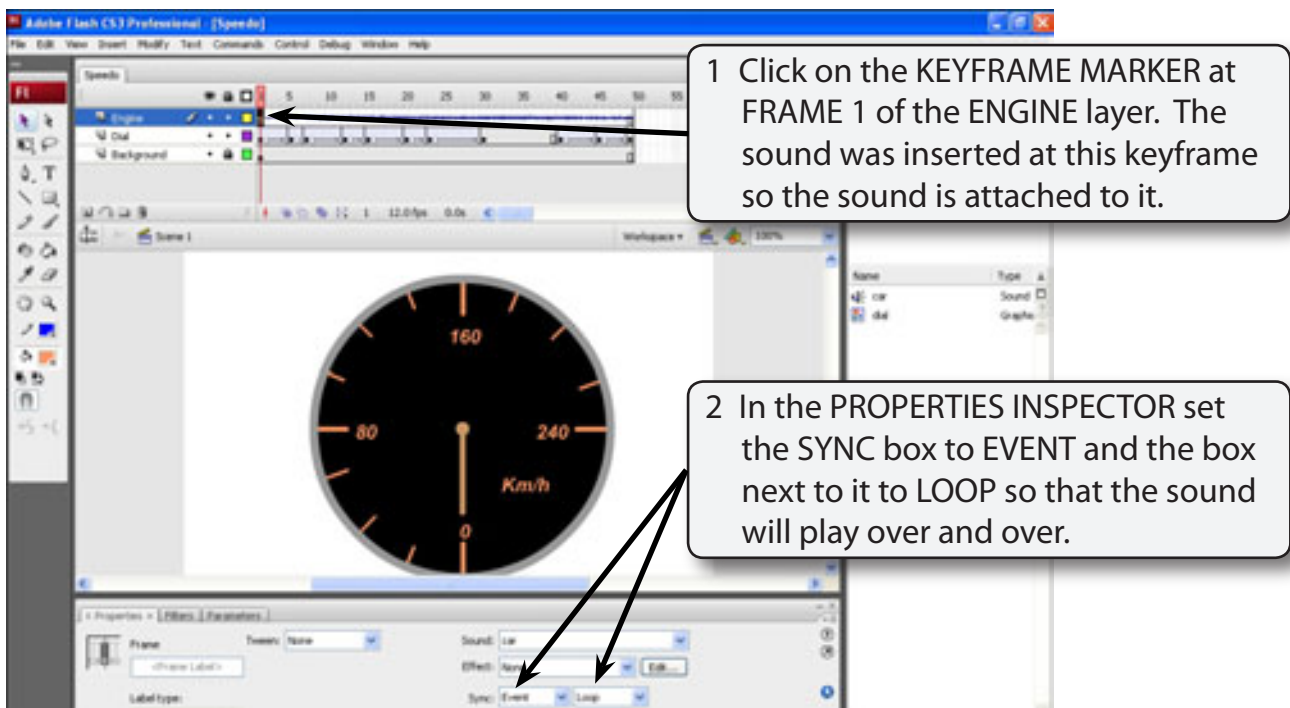 Adobe Flash CS3 Professional - [Speedo]
File Edit View Insert Modify Text Commands Control Debug Window Help
1 Click on the KEYFRAME MARKER at
FRAME 1 of the ENGINE layer. The
sound was inserted at this keyframe
so the sound is attached to it.
Speedo
5 10 15 20 25 30 35 40 45 50 55
Engine
Dial
Background
1 12.0 fps 0.0s
Scene 1
Workspace
100%
Name Type
car Sound
dial Graphic
160
80
240
Km/h
0
2 In the PROPERTIES INSPECTOR set
the SYNC box to EVENT and the box
next to it to LOOP so that the sound
will play over and over.
Properties × Filters Parameters
Frame Tween: None Sound: car
<Frame Label> Effect: None Edit...
Label type: Sync: Event Loop